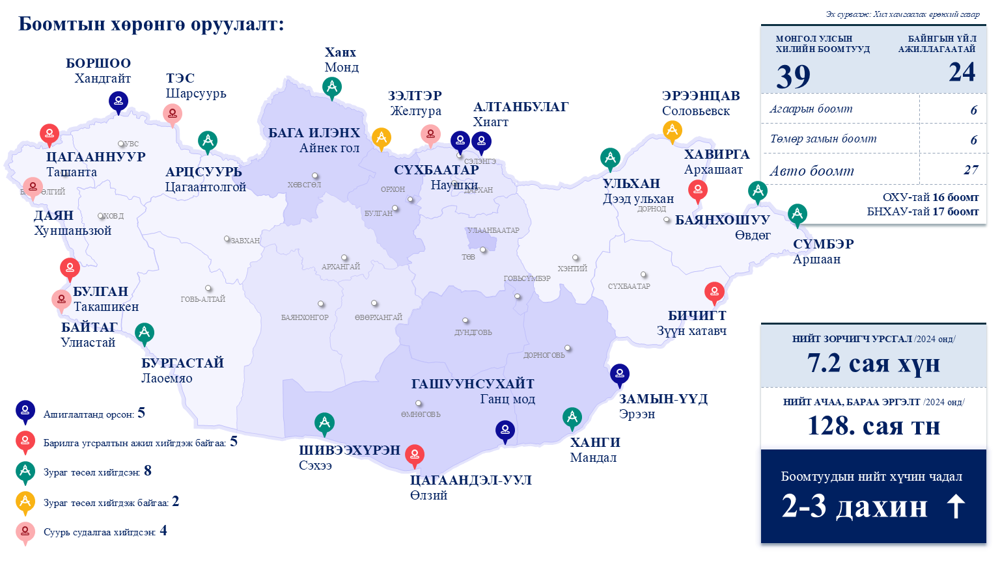 Эх сурвалж: Хил хамгаалах ерөнхий газар
Боомтын хөрөнгө оруулалт:
МОНГОЛ УЛСЫН
ХИЛИЙН БООМТУУД
39
БАЙНГЫН ҮЙЛ
АЖИЛЛАГААТАЙ
24
Агаарын боомт 6
Төмөр замын боомт 6
Авто боомт 27
ОХУ-тай 16 боомт
БНХАУ-тай 17 боомт
БОРШОО
Хандгайт
ТЭС
Шарсуурь
Ханх
Монд
ЗЭЛТЭР
Желтура
АЛТАНБУЛАГ
Хиагт
ЭРЭЭНЦАВ
Соловьевск
БАГА ИЛЭНХ
Айнек гол
ЦАГААННУУР
Ташанта
АРЦСУУРЬ
Цагаантолгой
СҮХБААТАР
Наушки
УЛЬХАН
Дээд ульхан
ХАВИРГА
Архашаат
БАЯНХОШУУ
Өвдөг
СҮМБЭР
Аршаан
ДАЯН
Хуншаньзюй
БУЛГАН
Такашикен
БАЙТАГ
Улиастай
БУРГАСТАЙ
Лаоемяо
БИЧИГТ
Зүүн хатавч
ГАШУУНСУХАЙТ
Ганц мод
ЗАМЫН-ҮҮД
Эрээн
ШИВЭЭХҮРЭН
Сэхээ
ХАНГИ
Мандал
ЦАГААНДЭЛ-УУЛ
Өлзий
УВС
ХОВД
ЗАВХАН
ХӨВСГӨЛ
ОРХОН
БУЛГАН
СЭЛЭНГЭ
ДАРХАН
УЛААНБААТАР
ТӨВ
АРХАНГАЙ
ГОВЬ-АЛТАЙ
БАЯНХОНГОР
ӨВӨРХАНГАЙ
ДУНДГОВЬ
ГОВЬСҮМБЭР
ХЭНТИЙ
ДОРНОД
СҮХБААТАР
ДОРНОГОВЬ
ӨМНӨГОВЬ
Ашиглалтанд орсон: 5
Барилга угсралтын ажил хийгдэж байгаа: 5
Зураг төсөл хийгдсэн: 8
Зураг төсөл хийгдэж байгаа: 2
Суурь судалгаа хийгдсэн: 4
НИЙТ ЗОРЧИГЧ УРСГАЛ /2024 онд/
7.2 сая хүн
НИЙТ АЧАА, БАРАА ЭРГЭЛТ /2024 онд/
128. сая тн
Боомтуудын нийт хүчин чадал
2-3 дахин